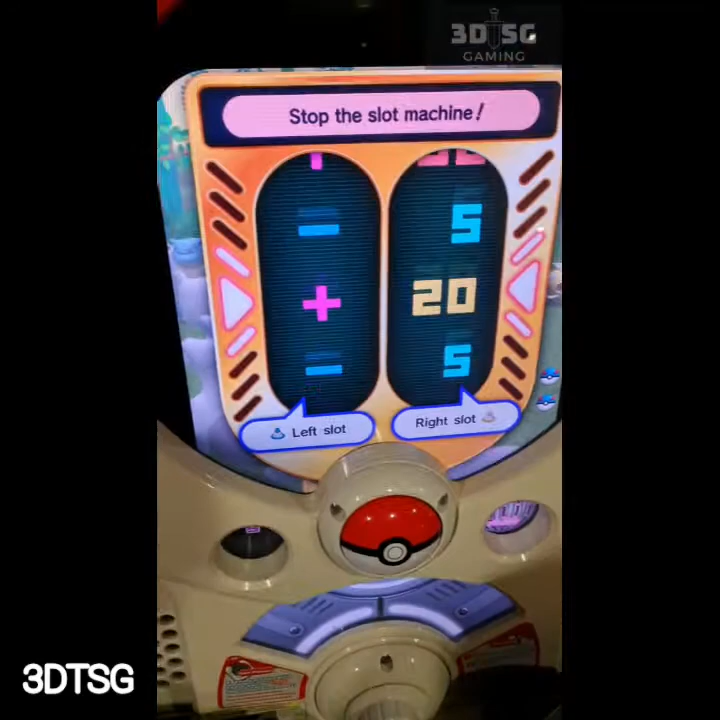 3DTSG
GAMING
Stop the slot machine!
5
+
20
5
Left slot
Right slot
3DTSG